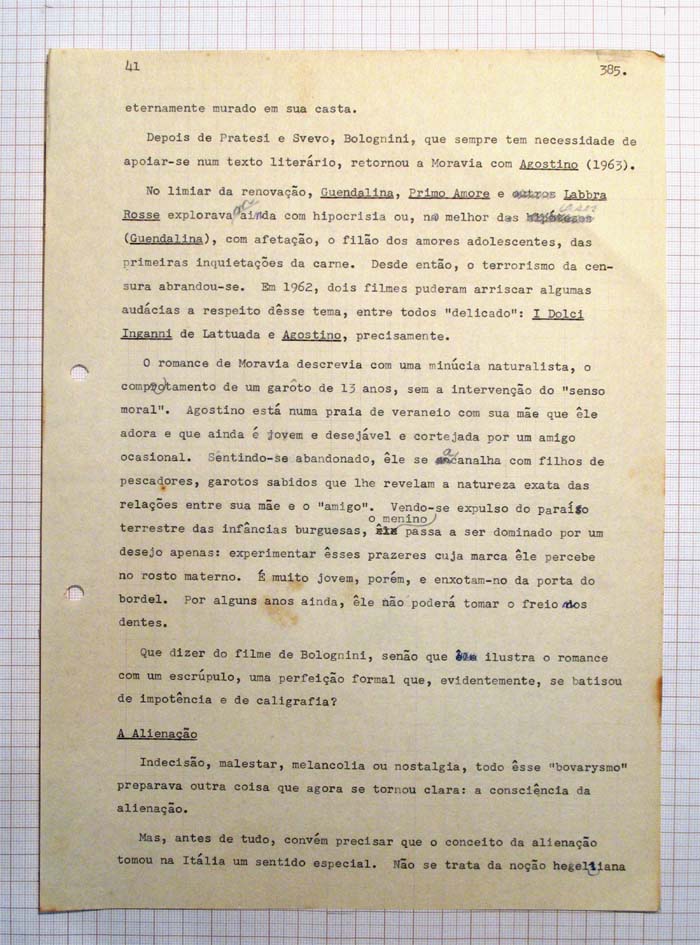 41 385.
eternamente murado em sua casta.
Depois de Pratesi e Svevo, Bolognini, que sempre tem necessidade de
apoiar-se num texto literário, retornou a Moravia com Agostino (1963).
No limiar da renovação, Guendalina, Primo Amore e Labbra
Rosse explorava ainda com hipocrisia ou, no melhor das
(Guendalina), com afetação, o filão dos amores adolescentes, das
primeiras inquietações da carne. Desde então, o terrorismo da cen-
sura abrandou-se. Em 1962, dois filmes puderam arriscar algumas
audácias a respeito dêsse tema, entre todos "delicado": I Dolci
Inganni de Lattuada e Agostino, precisamente.
O romance de Moravia descrevia com uma minúcia naturalista, o
comportamento de um garôto de 13 anos, sem a intervenção do "senso
moral". Agostino está numa praia de veraneio com sua mãe que êle
adora e que ainda é jovem e desejável e cortejada por um amigo
ocasional. Sentindo-se abandonado, êle se acanalha com filhos de
pescadores, garotos sabidos que lhe revelam a natureza exata das
relações entre sua mãe e o "amigo". Vendo-se expulso do paraíso
terrestre das infâncias burguesas, o menino passa a ser dominado por um
desejo apenas: experimentar êsses prazeres cuja marca êle percebe
no rosto materno. É muito jovem, porém, e enxotam-no da porta do
bordel. Por alguns anos ainda, êle não poderá tomar o freio nos
dentes.
Que dizer do filme de Bolognini, senão que ilustra o romance
com um escrúpulo, uma perfeição formal que, evidentemente, se batisou
de impotência e de caligrafia?
A Alienação
Indecisão, malestar, melancolia ou nostalgia, todo êsse "bovarysmo"
preparava outra coisa que agora se tornou clara: a consciência da
alienação.
Mas, antes de tudo, convém precisar que o conceito da alienação
tomou na Itália um sentido especial. Não se trata da noção hegeliana